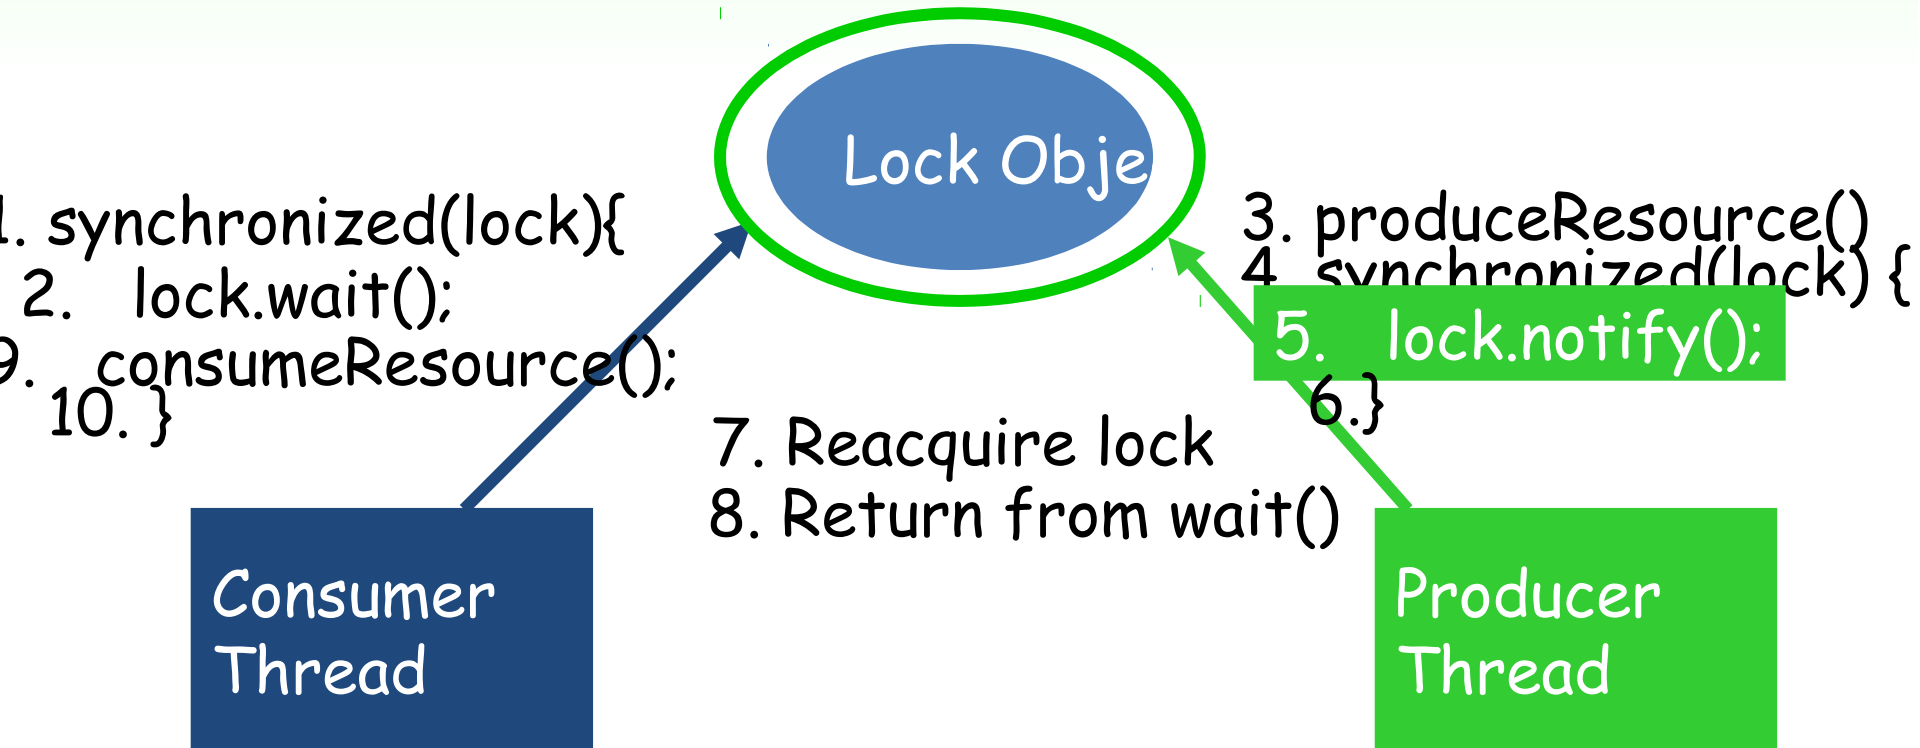 Lock Obje
1. synchronized(lock){
2. lock.wait();
9. consumeResource();
10. }
3. produceResource()
4. synchronized(lock) {
5. lock.notify();
6.}
7. Reacquire lock
8. Return from wait()
Consumer
Thread
Producer
Thread